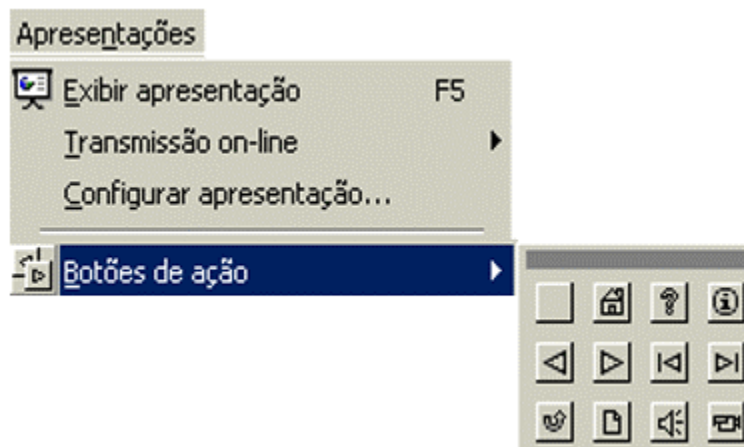 Apresentações
Exibir apresentação F5
Transmissão on-line
Configurar apresentação...
Botões de ação